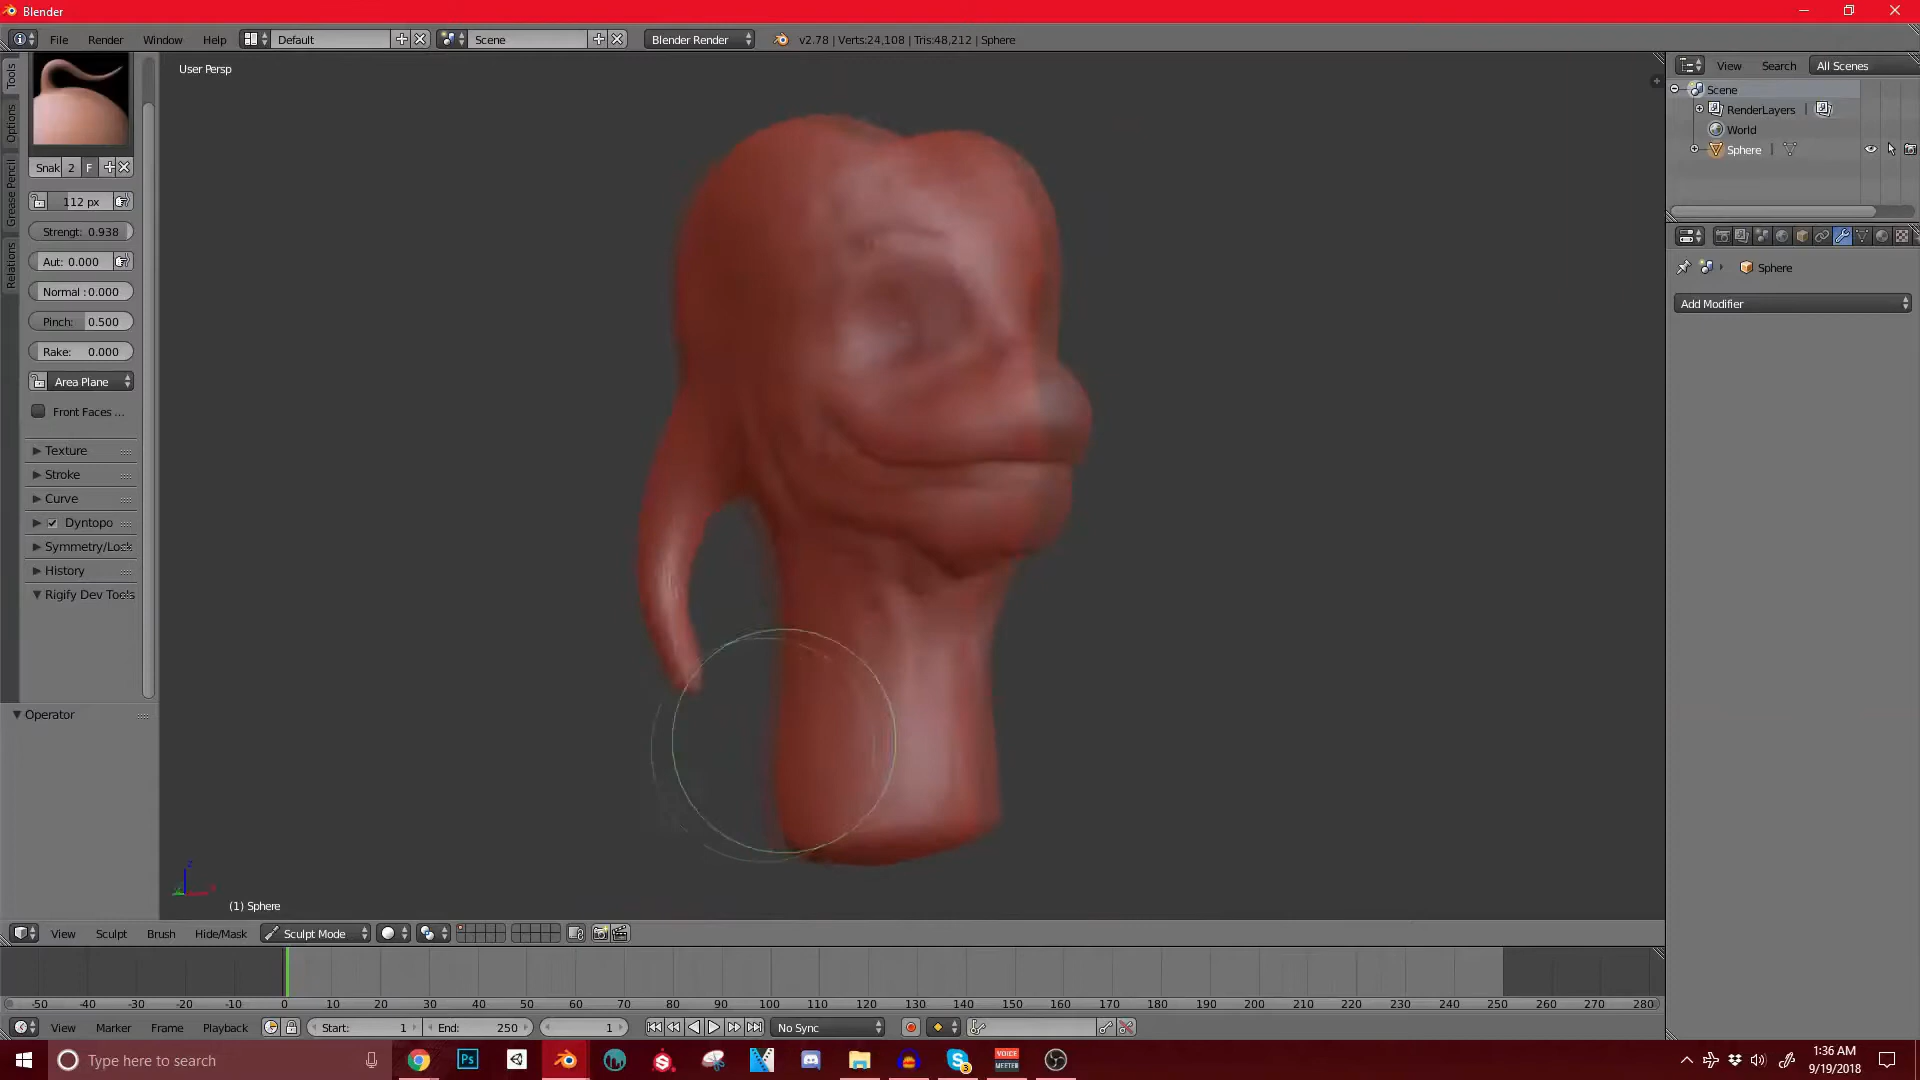 Blender
File Render Window Help Default Scene Blender Render v2.78 | Verts:24,108 | Tris:48,212 | Sphere
User Persp
Tools
Options
Grease Pencil
Relations
Snak 2 F
112 px
Strengt: 0.938
Aut: 0.000
Normal : 0.000
Pinch: 0.500
Rake: 0.000
Area Plane
Front Faces ...
Texture
Stroke
Curve
Dyntopo
Symmetry/Lock
History
Rigify Dev Tools
Operator
View Search All Scenes
Scene
RenderLayers |
World
Sphere |
Sphere
Add Modifier
z
(1) Sphere
View Sculpt Brush Hide/Mask Sculpt Mode
-50 -40 -30 -20 -10 0 10 20 30 40 50 60 70 80 90 100 110 120 130 140 150 160 170 180 190 200 210 220 230 240 250 260 270 280
View Marker Frame Playback Start: 1 End: 250 1 No Sync
Type here to search Ps VOICE MEETER 3
1:36 AM
9/19/2018